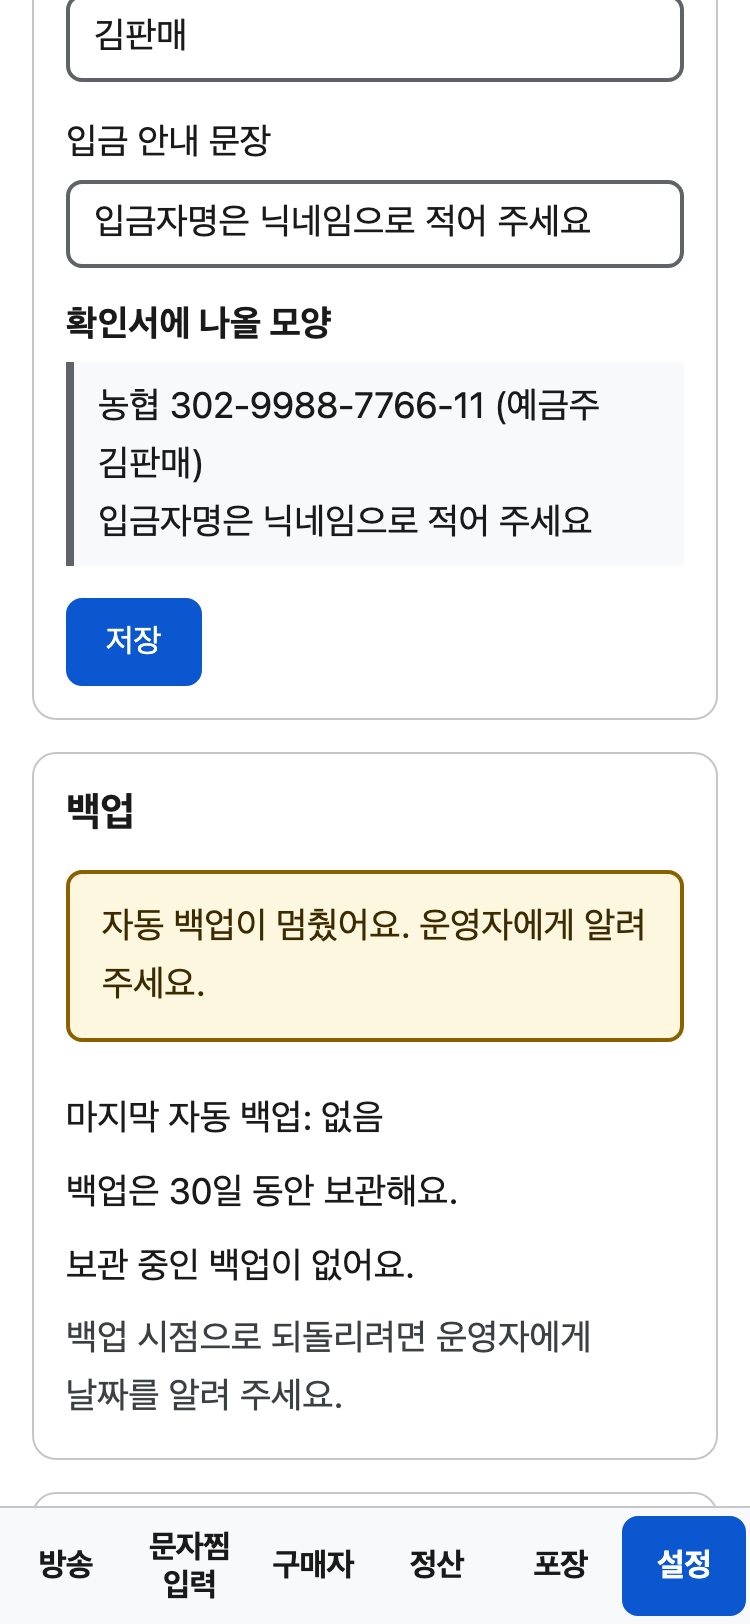 김판매
입금 안내 문장
입금자명은 닉네임으로 적어 주세요
확인서에 나올 모양
농협 302-9988-7766-11 (예금주
김판매)
입금자명은 닉네임으로 적어 주세요
저장
백업
자동 백업이 멈췄어요. 운영자에게 알려
주세요.
마지막 자동 백업: 없음
백업은 30일 동안 보관해요.
보관 중인 백업이 없어요.
백업 시점으로 되돌리려면 운영자에게
날짜를 알려 주세요.
방송
문자찜
입력
구매자
정산
포장
설정